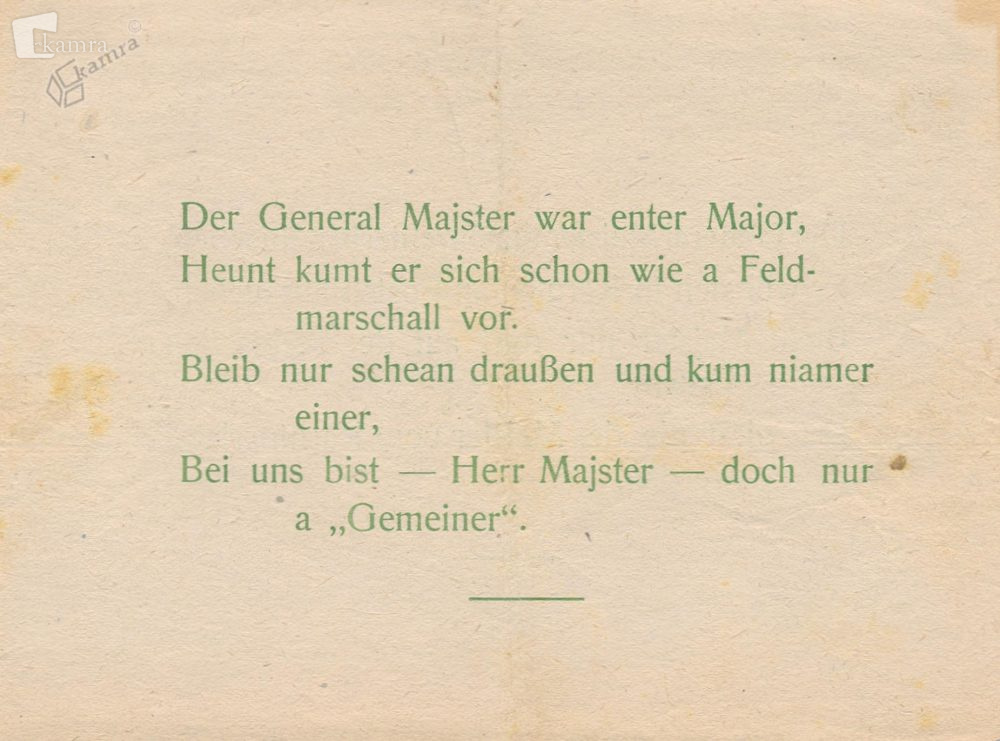 kamra
kamra
Der General Majster war enter Major,
Heunt kumt er sich schon wie a Feld-
marschall vor.
Bleib nur schean draußen und kum niamer
einer,
Bei uns bist — Herr Majster — doch nur
a „Gemeiner“.